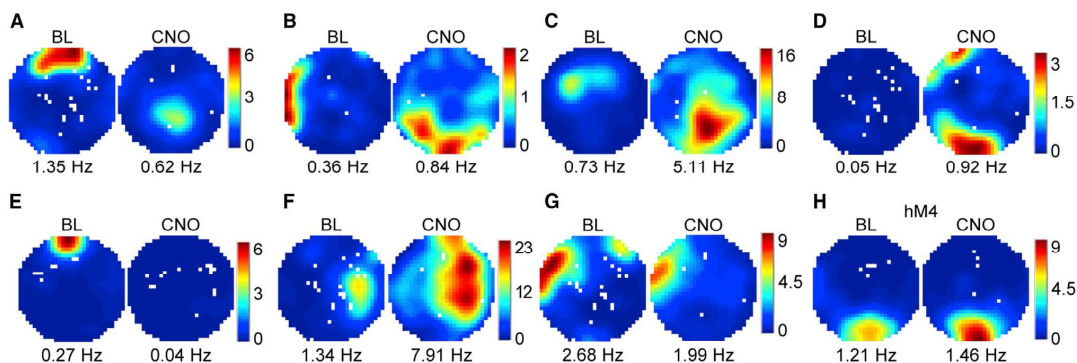 A BL CNO 6 3 0 1.35 Hz 0.62 Hz
B BL CNO 2 1 0 0.36 Hz 0.84 Hz
C BL CNO 16 8 0 0.73 Hz 5.11 Hz
D BL CNO 3 1.5 0 0.05 Hz 0.92 Hz
E BL CNO 6 3 0 0.27 Hz 0.04 Hz
F BL CNO 23 12 0 1.34 Hz 7.91 Hz
G BL CNO 9 4.5 0 2.68 Hz 1.99 Hz
H hM4 BL CNO 9 4.5 0 1.21 Hz 1.46 Hz